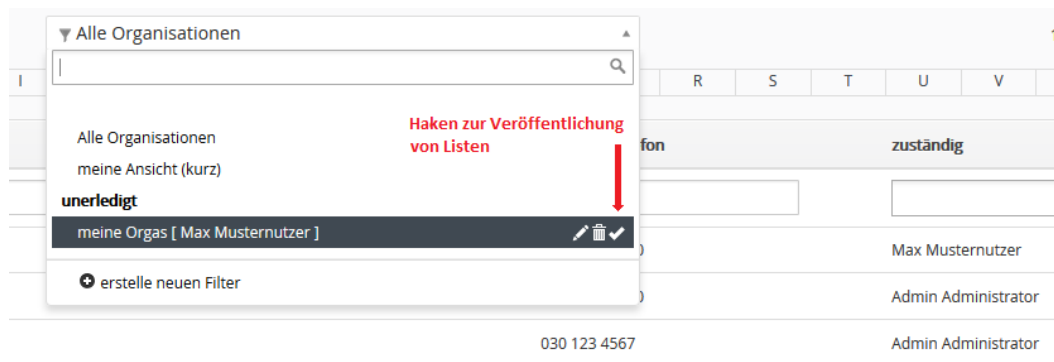 Alle Organisationen
I
R S T U V
Alle Organisationen
Haken zur Veröffentlichung
von Listen
fon
zuständig
meine Ansicht (kurz)
unerledigt
meine Orgas [ Max Musternutzer ]
Max Musternutzer
erstelle neuen Filter
Admin Administrator
030 123 4567
Admin Administrator